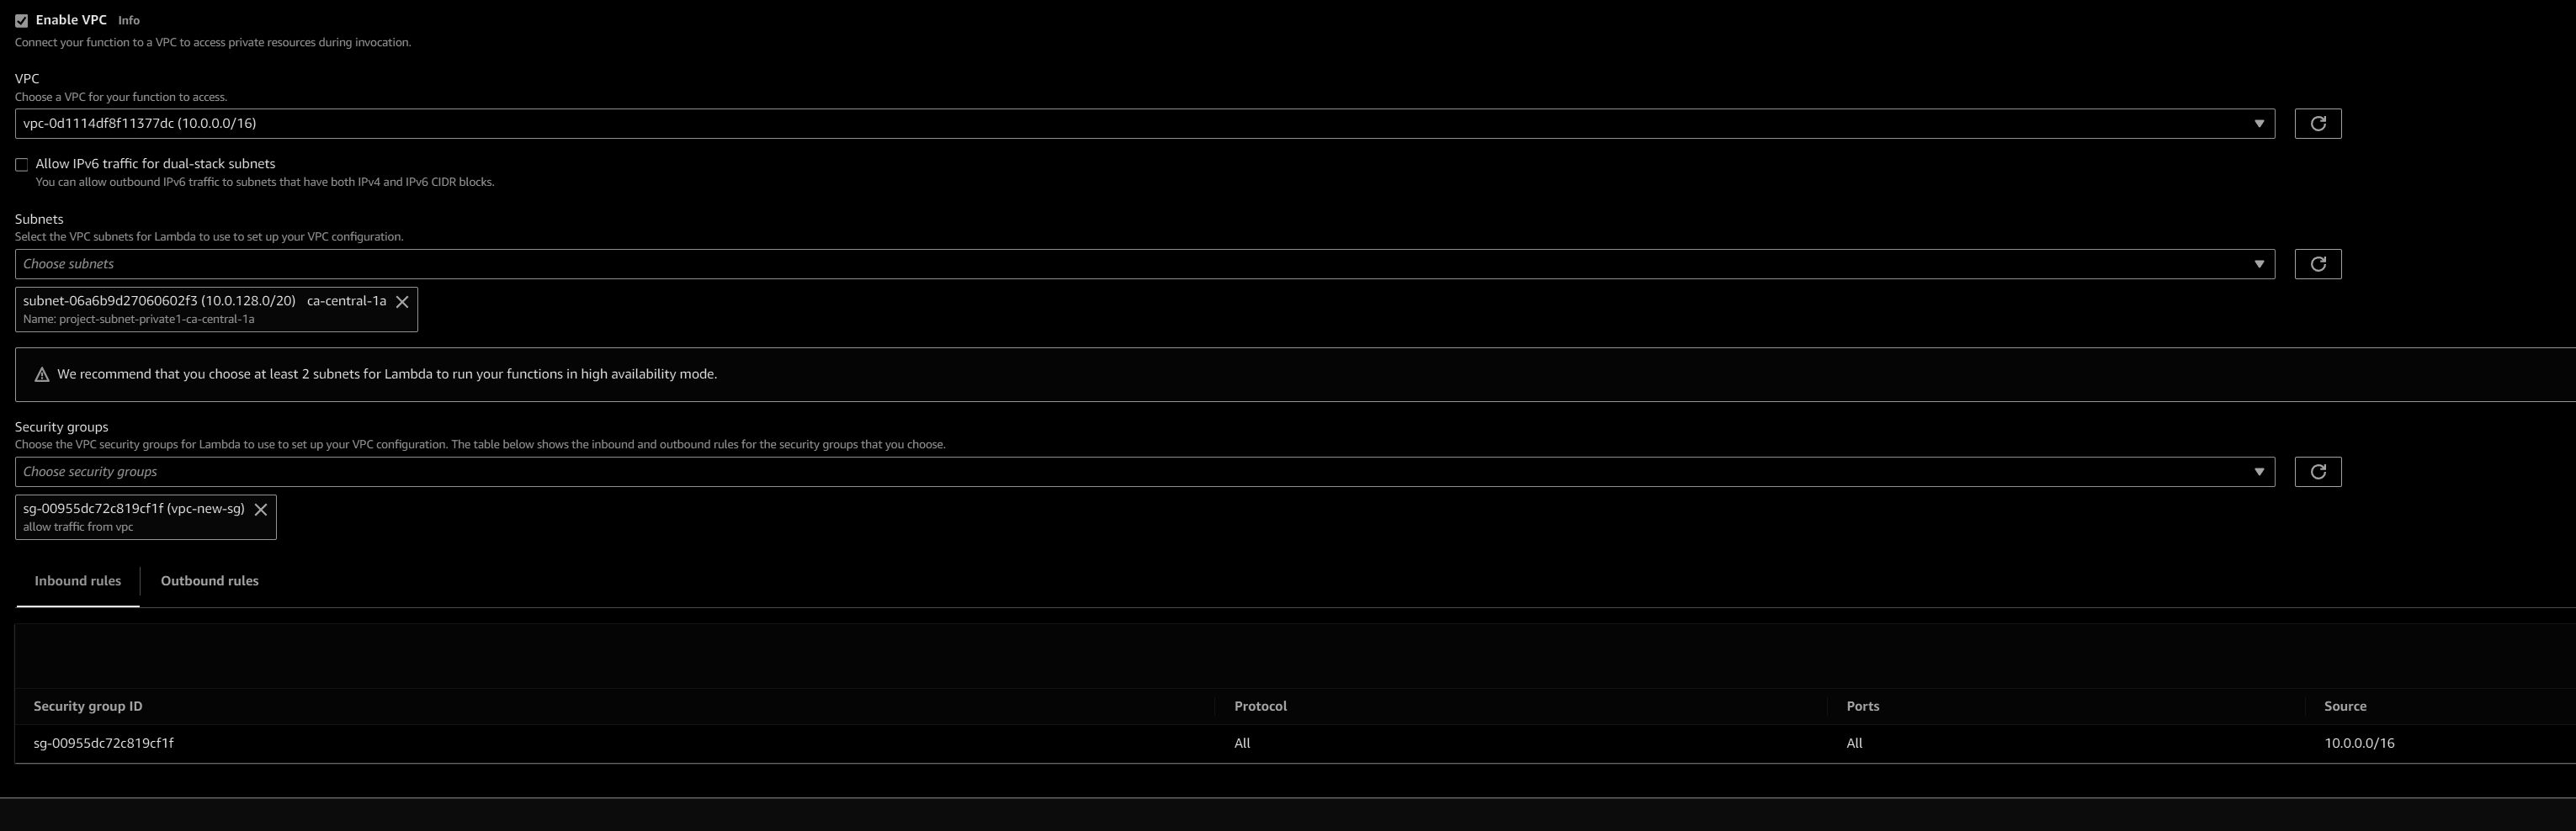 Enable VPC Info
Connect your function to a VPC to access private resources during invocation.
VPC
Choose a VPC for your function to access.
vpc-0d1114df8f11377dc (10.0.0.0/16)
Allow IPv6 traffic for dual-stack subnets
You can allow outbound IPv6 traffic to subnets that have both IPv4 and IPv6 CIDR blocks.
Subnets
Select the VPC subnets for Lambda to use to set up your VPC configuration.
Choose subnets
subnet-06a6b9d27060602f3 (10.0.128.0/20) ca-central-1a
Name: project-subnet-private1-ca-central-1a
We recommend that you choose at least 2 subnets for Lambda to run your functions in high availability mode.
Security groups
Choose the VPC security groups for Lambda to use to set up your VPC configuration. The table below shows the inbound and outbound rules for the security groups that you choose.
Choose security groups
sg-00955dc72c819cf1f (vpc-new-sg)
allow traffic from vpc
Inbound rules Outbound rules
Security group ID Protocol Ports Source
sg-00955dc72c819cf1f All All 10.0.0.0/16